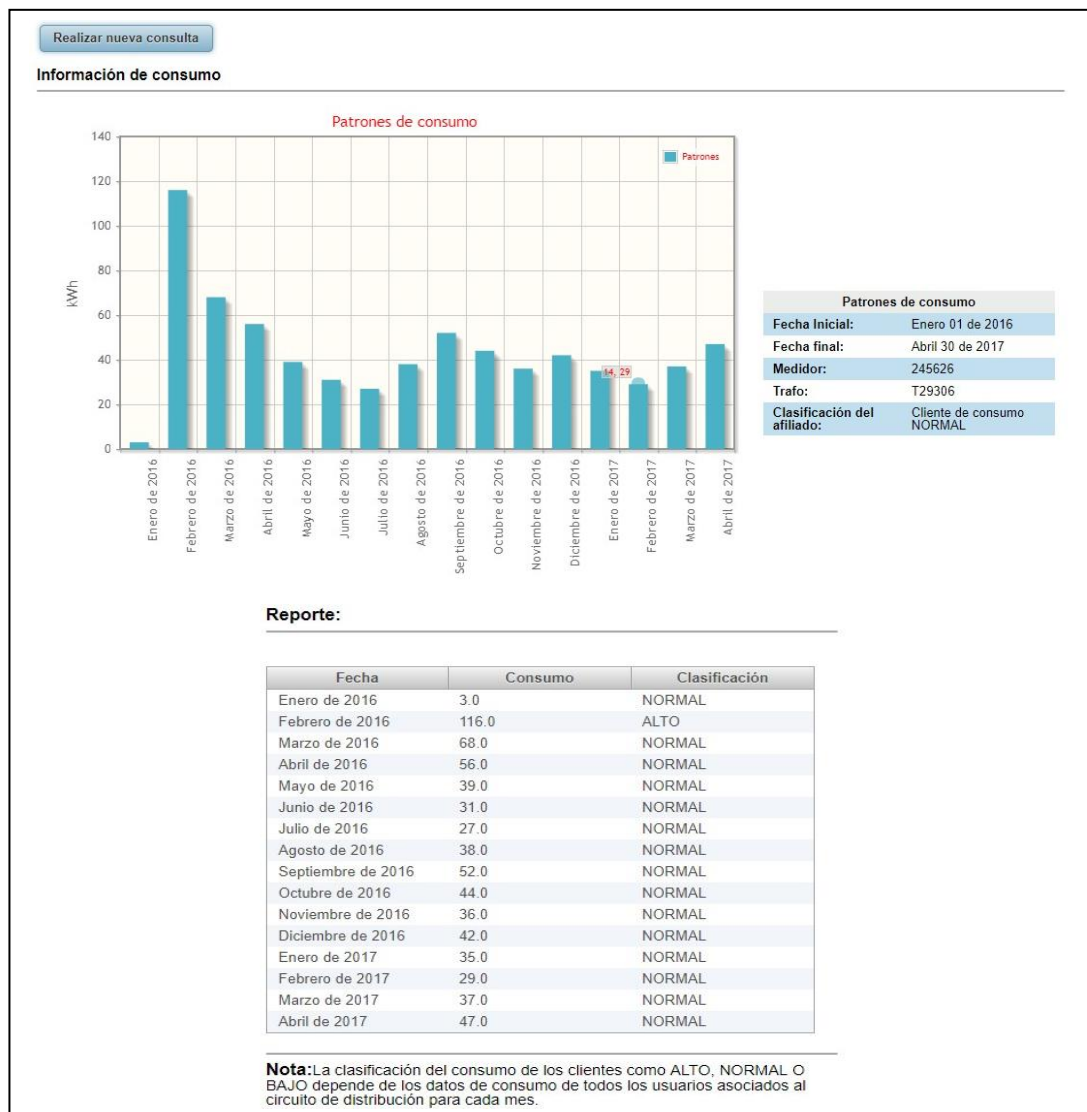 Realizar nueva consulta
Información de consumo
Patrones de consumo
140
120
100
80
60
40
20
0
kWh
Patrones
14, 29
Enero de 2016
Febrero de 2016
Marzo de 2016
Abril de 2016
Mayo de 2016
Junio de 2016
Julio de 2016
Agosto de 2016
Septiembre de 2016
Octubre de 2016
Noviembre de 2016
Diciembre de 2016
Enero de 2017
Febrero de 2017
Marzo de 2017
Abril de 2017
Patrones de consumo
Fecha Inicial: Enero 01 de 2016
Fecha final: Abril 30 de 2017
Medidor: 245626
Trafo: T29306
Clasificación del afiliado: Cliente de consumo NORMAL
Reporte:
Fecha Consumo Clasificación
Enero de 2016 3.0 NORMAL
Febrero de 2016 116.0 ALTO
Marzo de 2016 68.0 NORMAL
Abril de 2016 56.0 NORMAL
Mayo de 2016 39.0 NORMAL
Junio de 2016 31.0 NORMAL
Julio de 2016 27.0 NORMAL
Agosto de 2016 38.0 NORMAL
Septiembre de 2016 52.0 NORMAL
Octubre de 2016 44.0 NORMAL
Noviembre de 2016 36.0 NORMAL
Diciembre de 2016 42.0 NORMAL
Enero de 2017 35.0 NORMAL
Febrero de 2017 29.0 NORMAL
Marzo de 2017 37.0 NORMAL
Abril de 2017 47.0 NORMAL
Nota:La clasificación del consumo de los clientes como ALTO, NORMAL O
BAJO depende de los datos de consumo de todos los usuarios asociados al
circuito de distribución para cada mes.